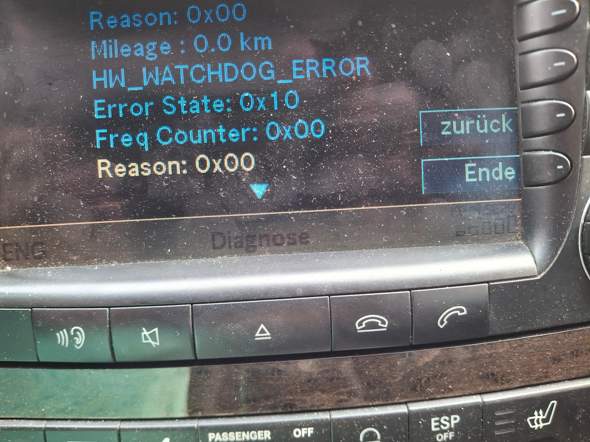 Reason: 0x00
Mileage : 0.0 km
HW_WATCHDOG_ERROR
Error State: 0x10
Freq Counter: 0x00
zurück
Reason: 0x00
Ende
ENG
Diagnose
PASSENGER OFF
ESP
OFF